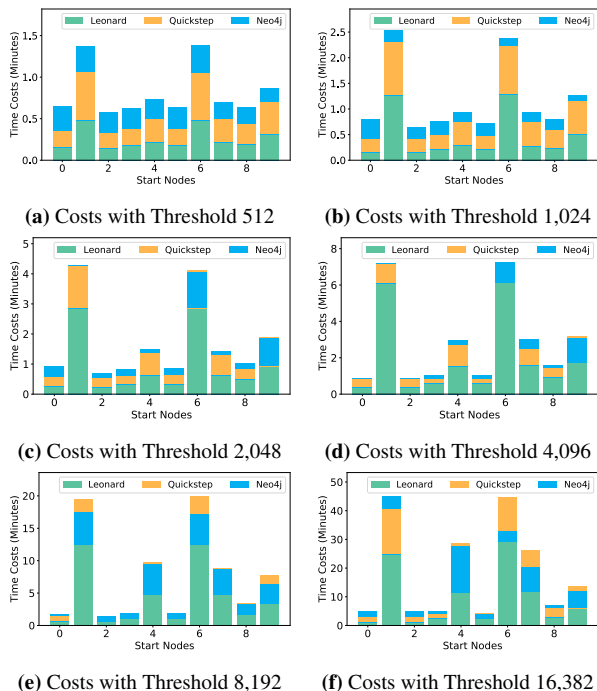 Leonard Quickstep Neo4j
Time Costs (Minutes)
1.5
1.0
0.5
0.0
0 2 4 6 8
Start Nodes
(a) Costs with Threshold 512
Leonard Quickstep Neo4j
Time Costs (Minutes)
2.5
2.0
1.5
1.0
0.5
0.0
0 2 4 6 8
Start Nodes
(b) Costs with Threshold 1,024
Leonard Quickstep Neo4j
Time Costs (Minutes)
5
4
3
2
1
0
0 2 4 6 8
Start Nodes
(c) Costs with Threshold 2,048
Leonard Quickstep Neo4j
Time Costs (Minutes)
8
6
4
2
0
0 2 4 6 8
Start Nodes
(d) Costs with Threshold 4,096
Leonard Quickstep Neo4j
Time Costs (Minutes)
20
15
10
5
0
0 2 4 6 8
Start Nodes
(e) Costs with Threshold 8,192
Leonard Quickstep Neo4j
Time Costs (Minutes)
50
40
30
20
10
0
0 2 4 6 8
Start Nodes
(f) Costs with Threshold 16,382